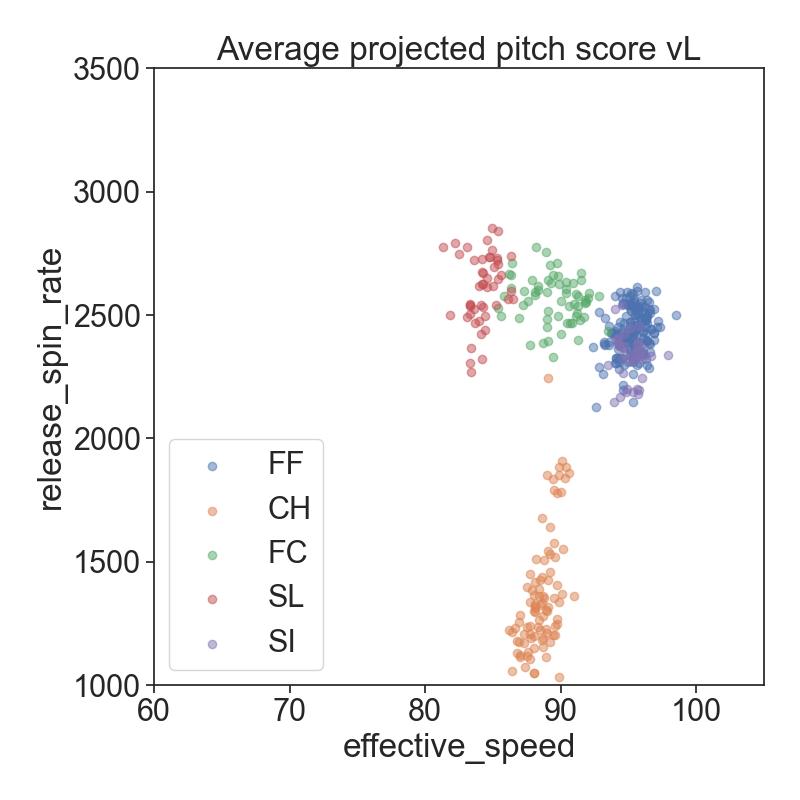 Average projected pitch score vL
3500
3000
2500
2000
1500
1000
release_spin_rate
FF
CH
FC
SL
SI
60 70 80 90 100
effective_speed